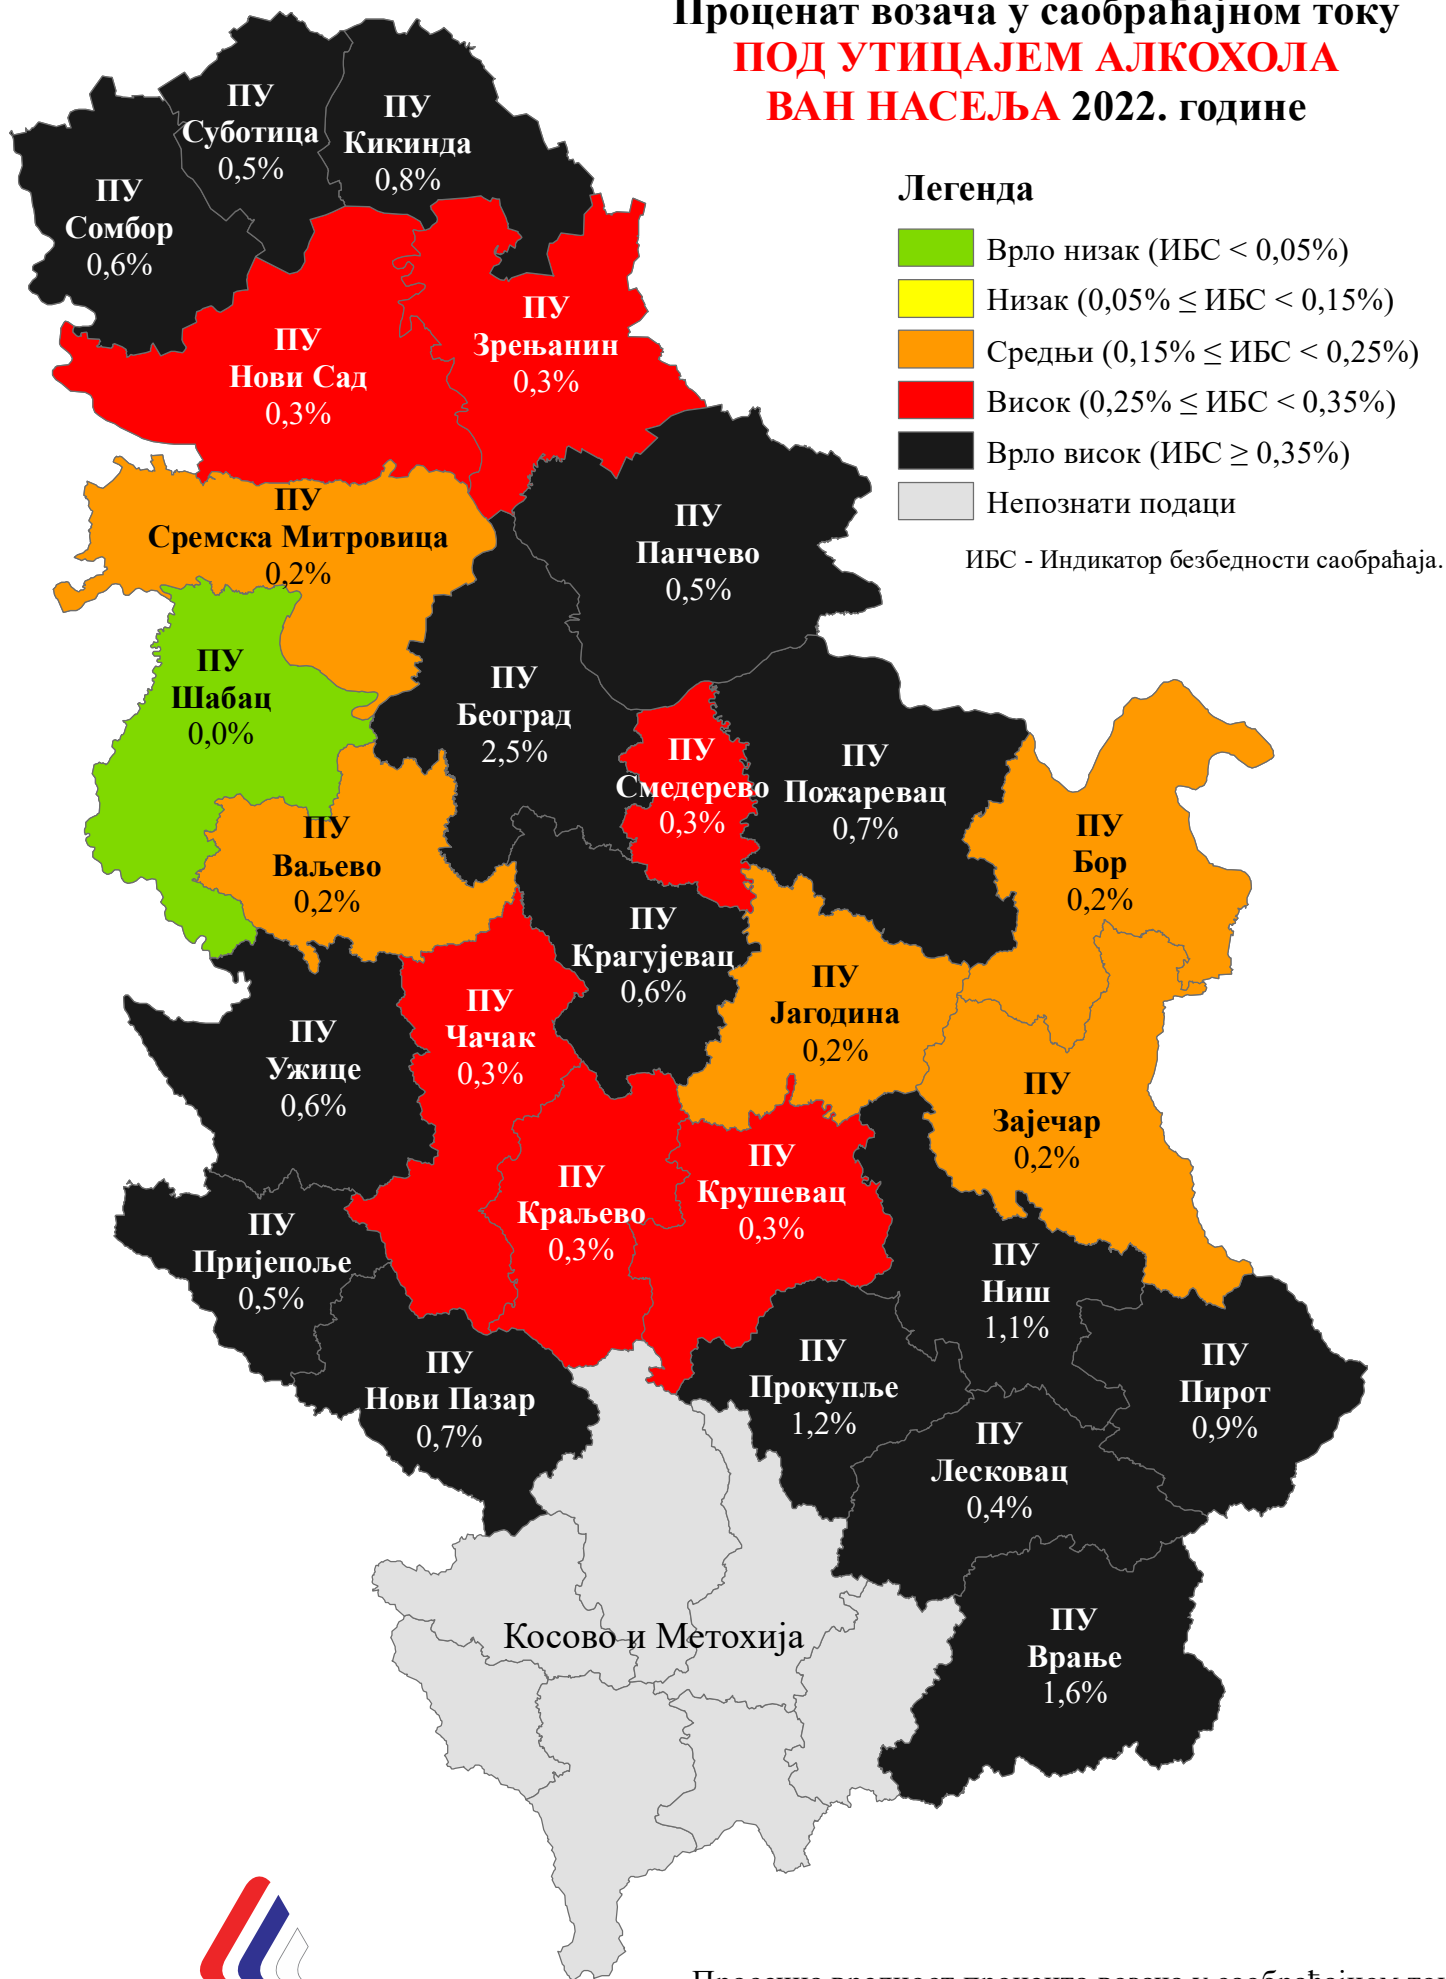 Проценат возача у саобраћајном току
ПОД УТИЦАЈЕМ АЛКОХОЛА
ВАН НАСЕЉА 2022. године
Легенда
Врло низак (ИБС < 0,05%)
Низак (0,05% ≤ ИБС < 0,15%)
Средњи (0,15% ≤ ИБС < 0,25%)
Висок (0,25% ≤ ИБС < 0,35%)
Врло висок (ИБС ≥ 0,35%)
Непознати подаци
ИБС - Индикатор безбедности саобраћаја.
ПУ
Суботица
0,5%
ПУ
Кикинда
0,8%
ПУ
Сомбор
0,6%
ПУ
Нови Сад
0,3%
ПУ
Зрењанин
0,3%
ПУ
Сремска Митровица
0,2%
ПУ
Панчево
0,5%
ПУ
Шабац
0,0%
ПУ
Београд
2,5%
ПУ
Смедерево
0,3%
ПУ
Пожаревац
0,7%
ПУ
Бор
0,2%
ПУ
Ваљево
0,2%
ПУ
Крагујевац
0,6%
ПУ
Јагодина
0,2%
ПУ
Чачак
0,3%
ПУ
Ужице
0,6%
ПУ
Зајечар
0,2%
ПУ
Краљево
0,3%
ПУ
Крушевац
0,3%
ПУ
Пријепоље
0,5%
ПУ
Ниш
1,1%
ПУ
Нови Пазар
0,7%
ПУ
Прокупље
1,2%
ПУ
Пирот
0,9%
ПУ
Лесковац
0,4%
Косово и Метохија
ПУ
Врање
1,6%